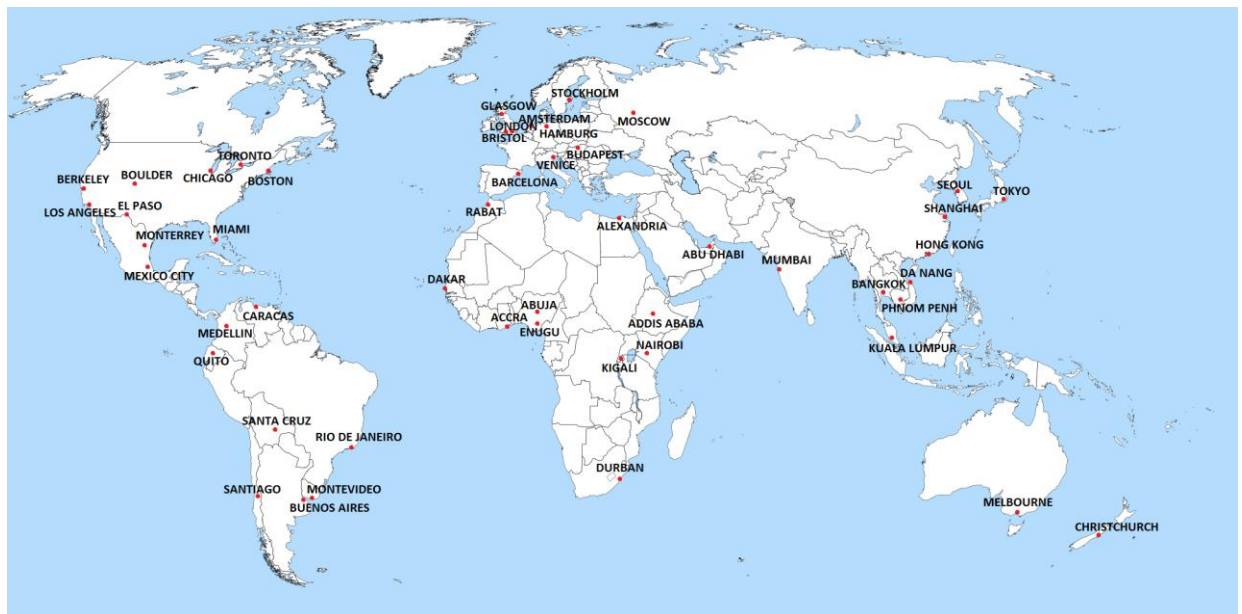 STOCKHOLM
GLASGOW
AMSTERDAM
MOSCOW
LONDON
HAMBURG
BRISTOL
BUDAPEST
VENICE
TORONTO
BERKELEY
BOULDER
CHICAGO
BOSTON
BARCELONA
SEOUL
TOKYO
LOS ANGELES
EL PASO
RABAT
SHANGHAI
MIAMI
ALEXANDRIA
MONTERREY
HONG KONG
ABU DHABI
MUMBAI
MEXICO CITY
DAKAR
DA NANG
BANGKOK
ABUJA
PHNOM PENH
CARACAS
ACCRA
ADDIS ABABA
MEDELLIN
ENUGU
NAIROBI
KUALA LUMPUR
QUITO
KIGALI
SANTA CRUZ
RIO DE JANEIRO
DURBAN
SANTIAGO
MONTEVIDEO
BUENOS AIRES
MELBOURNE
CHRISTCHURCH